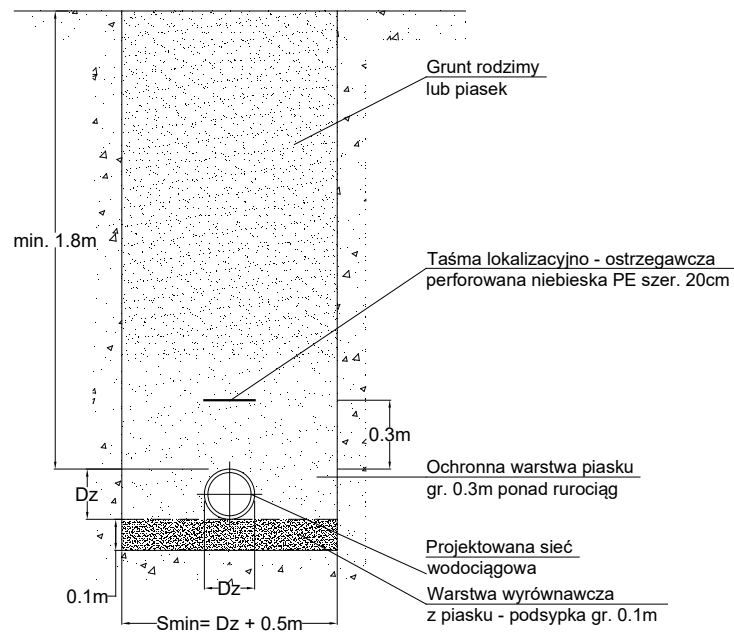 Grunt rodzimy
lub piasek
min. 1.8m
Taśma lokalizacyjno - ostrzegawcza
perforowana niebieska PE szer. 20cm
0.3m
Ochronna warstwa piasku
gr. 0.3m ponad rurociąg
Dz
Projektowana sieć
wodociągowa
Dz
0.1m
Warstwa wyrównawcza
z piasku - podsypka gr. 0.1m
Smin= Dz + 0.5m